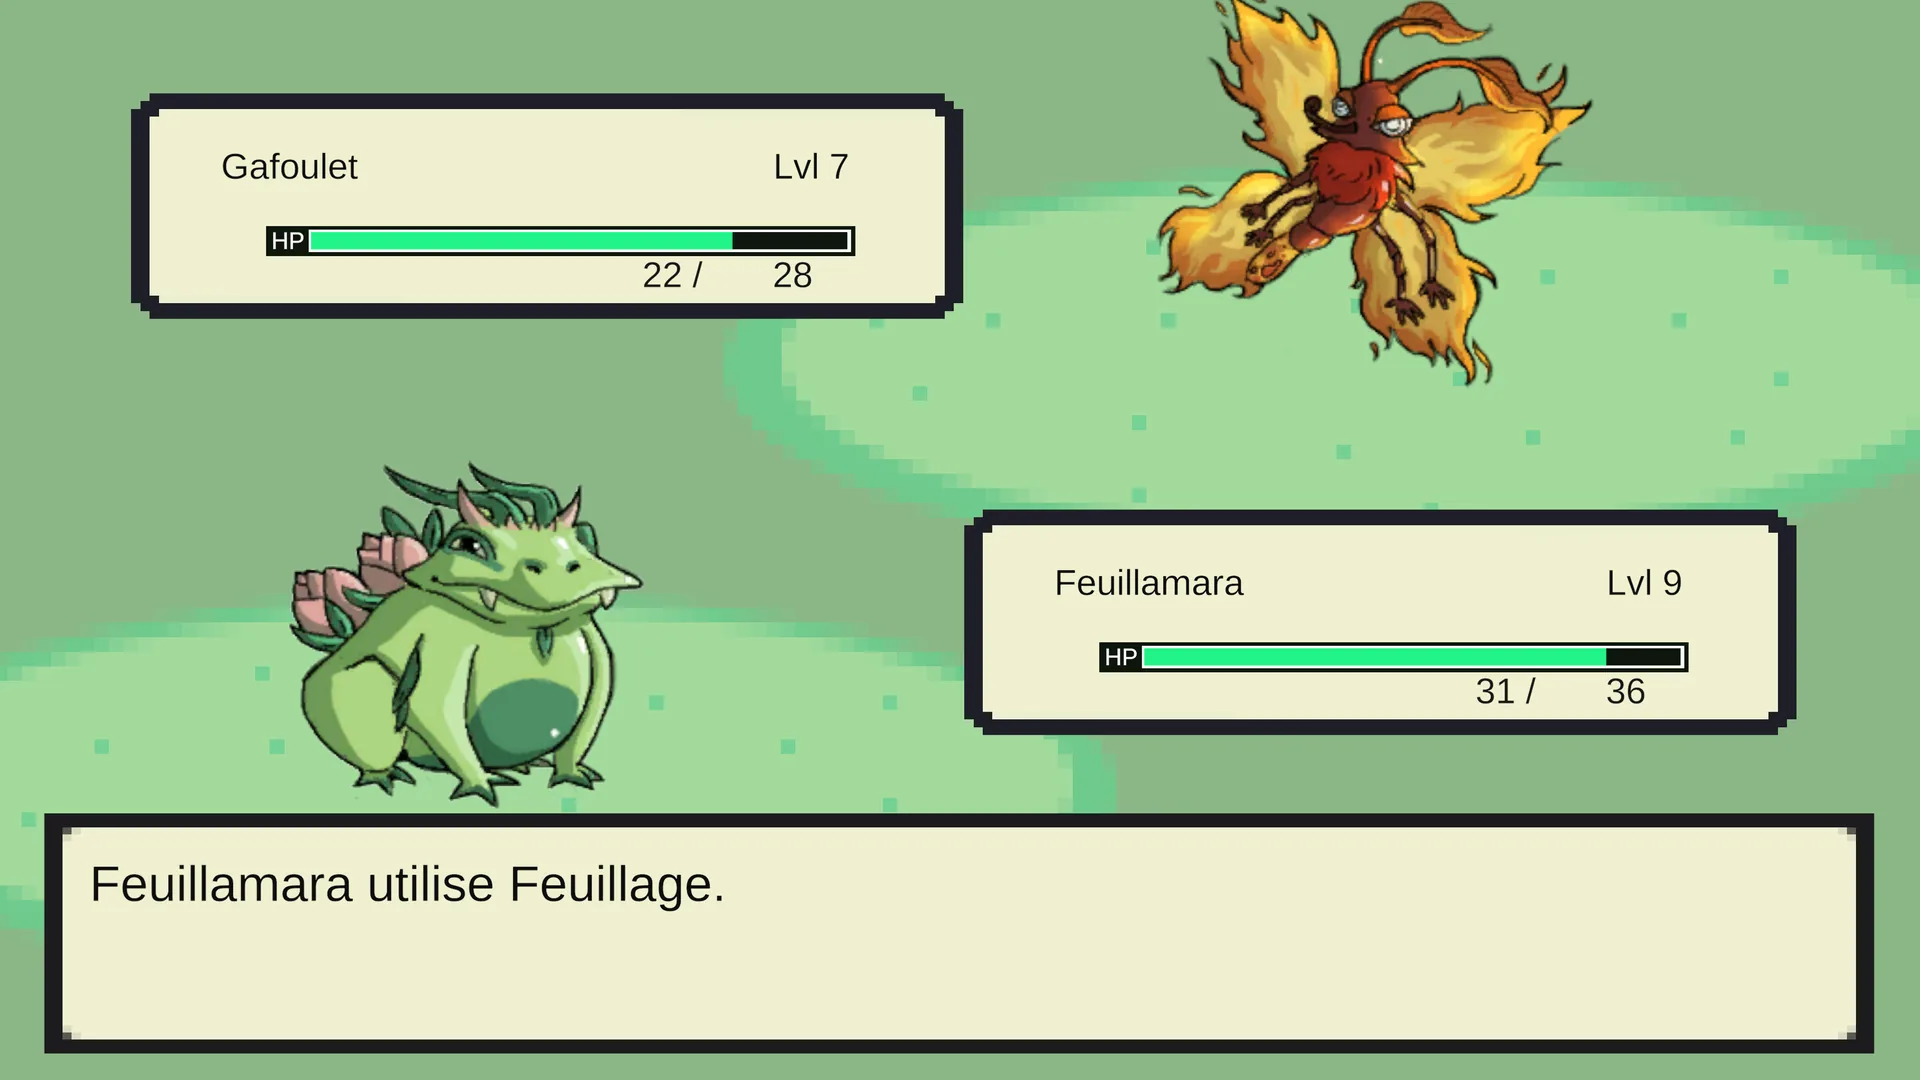 Gafoulet Lvl 7
HP
22 / 28
Feuillamara Lvl 9
HP
31 / 36
Feuillamara utilise Feuillage.